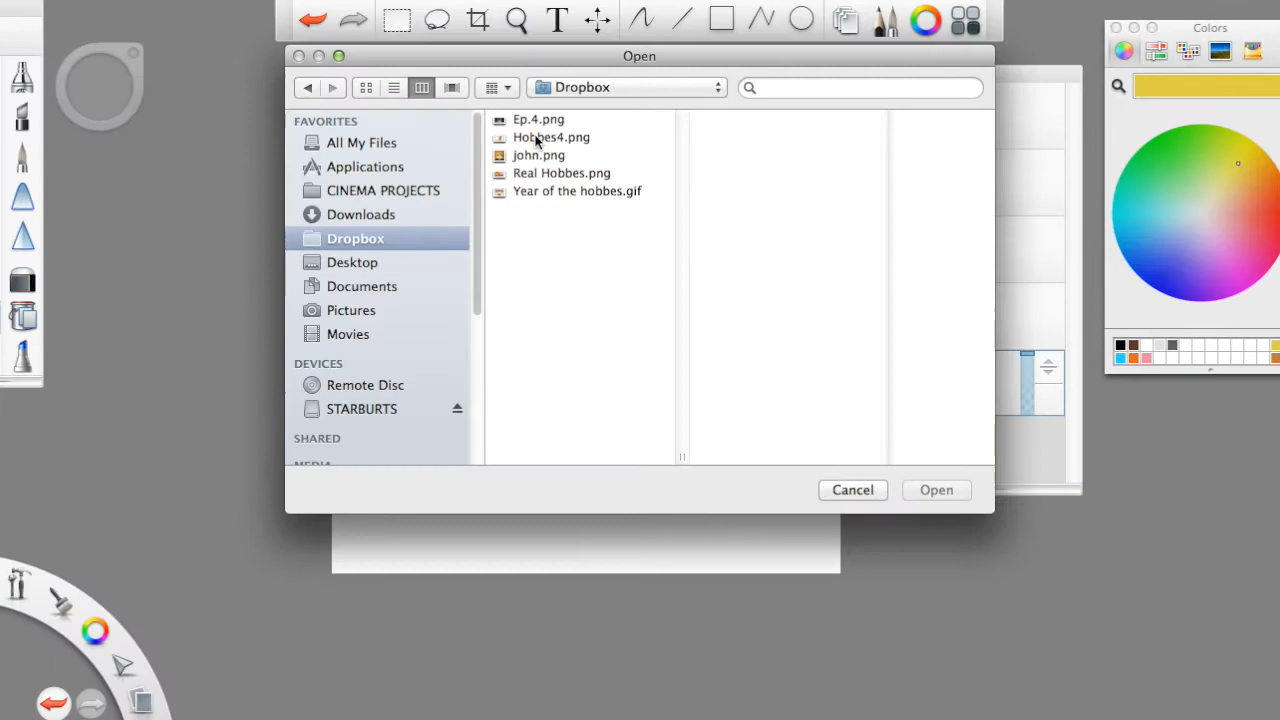 T
Colors
Open
Dropbox
FAVORITES
All My Files
Applications
CINEMA PROJECTS
Downloads
Dropbox
Desktop
Documents
Pictures
Movies
DEVICES
Remote Disc
STARBURTS
SHARED
MEDIA
Ep.4.png
Hobbes4.png
john.png
Real Hobbes.png
Year of the hobbes.gif
Cancel
Open